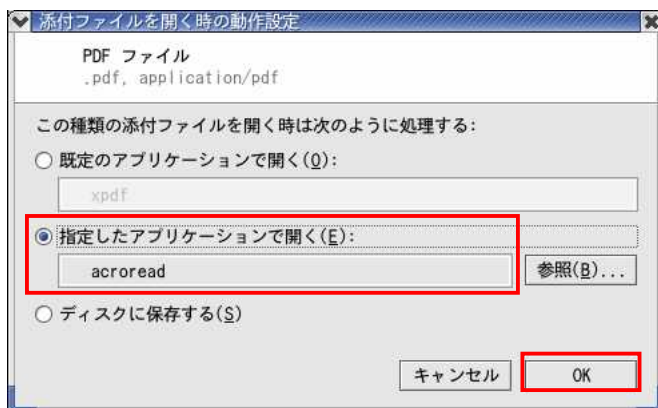 添付ファイルを開く時の動作設定
PDF ファイル
.pdf, application/pdf
この種類の添付ファイルを開く時は次のように処理する:
既定のアプリケーションで開く(O):
xpdf
指定したアプリケーションで開く(E):
acroread
参照(B)...
ディスクに保存する(S)
キャンセル
OK